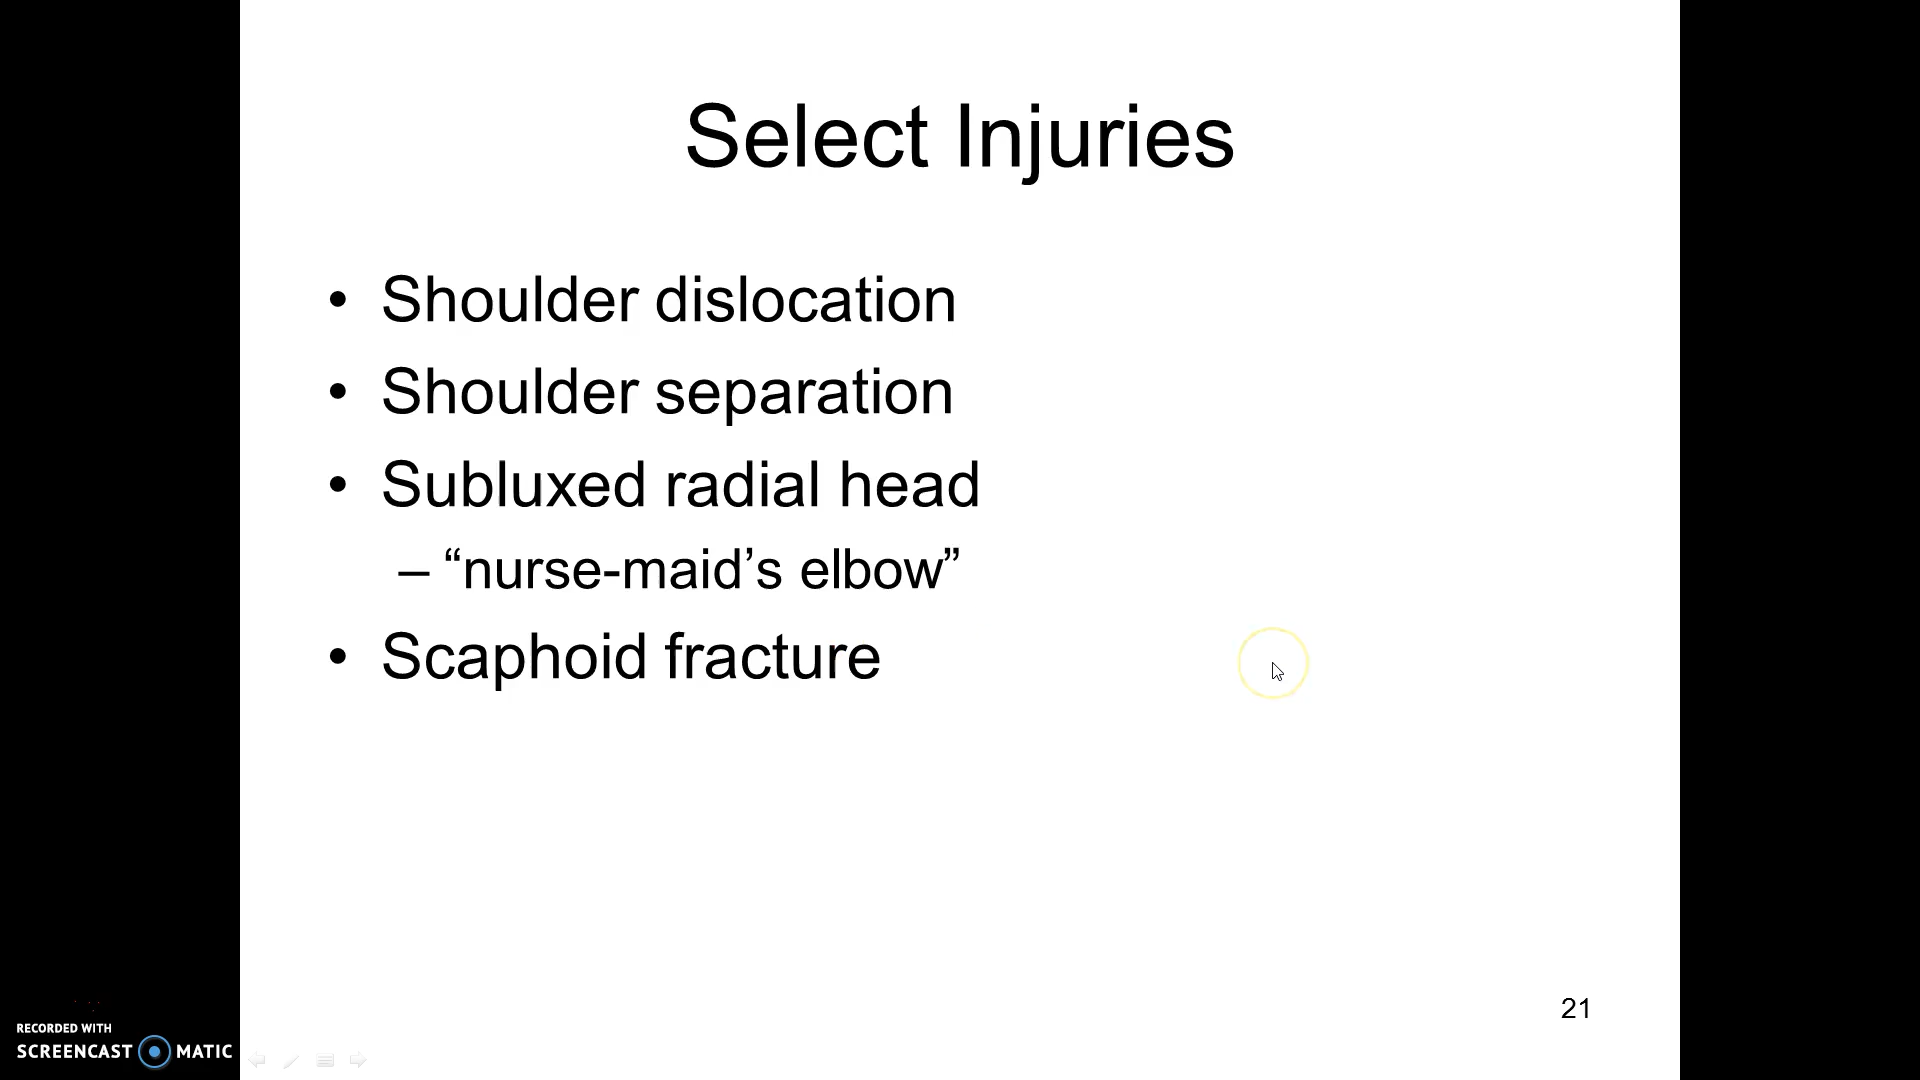 Select Injuries
• Shoulder dislocation
• Shoulder separation
• Subluxed radial head
– “nurse-maid’s elbow”
• Scaphoid fracture
21
RECORDED WITH
SCREENCAST MATIC